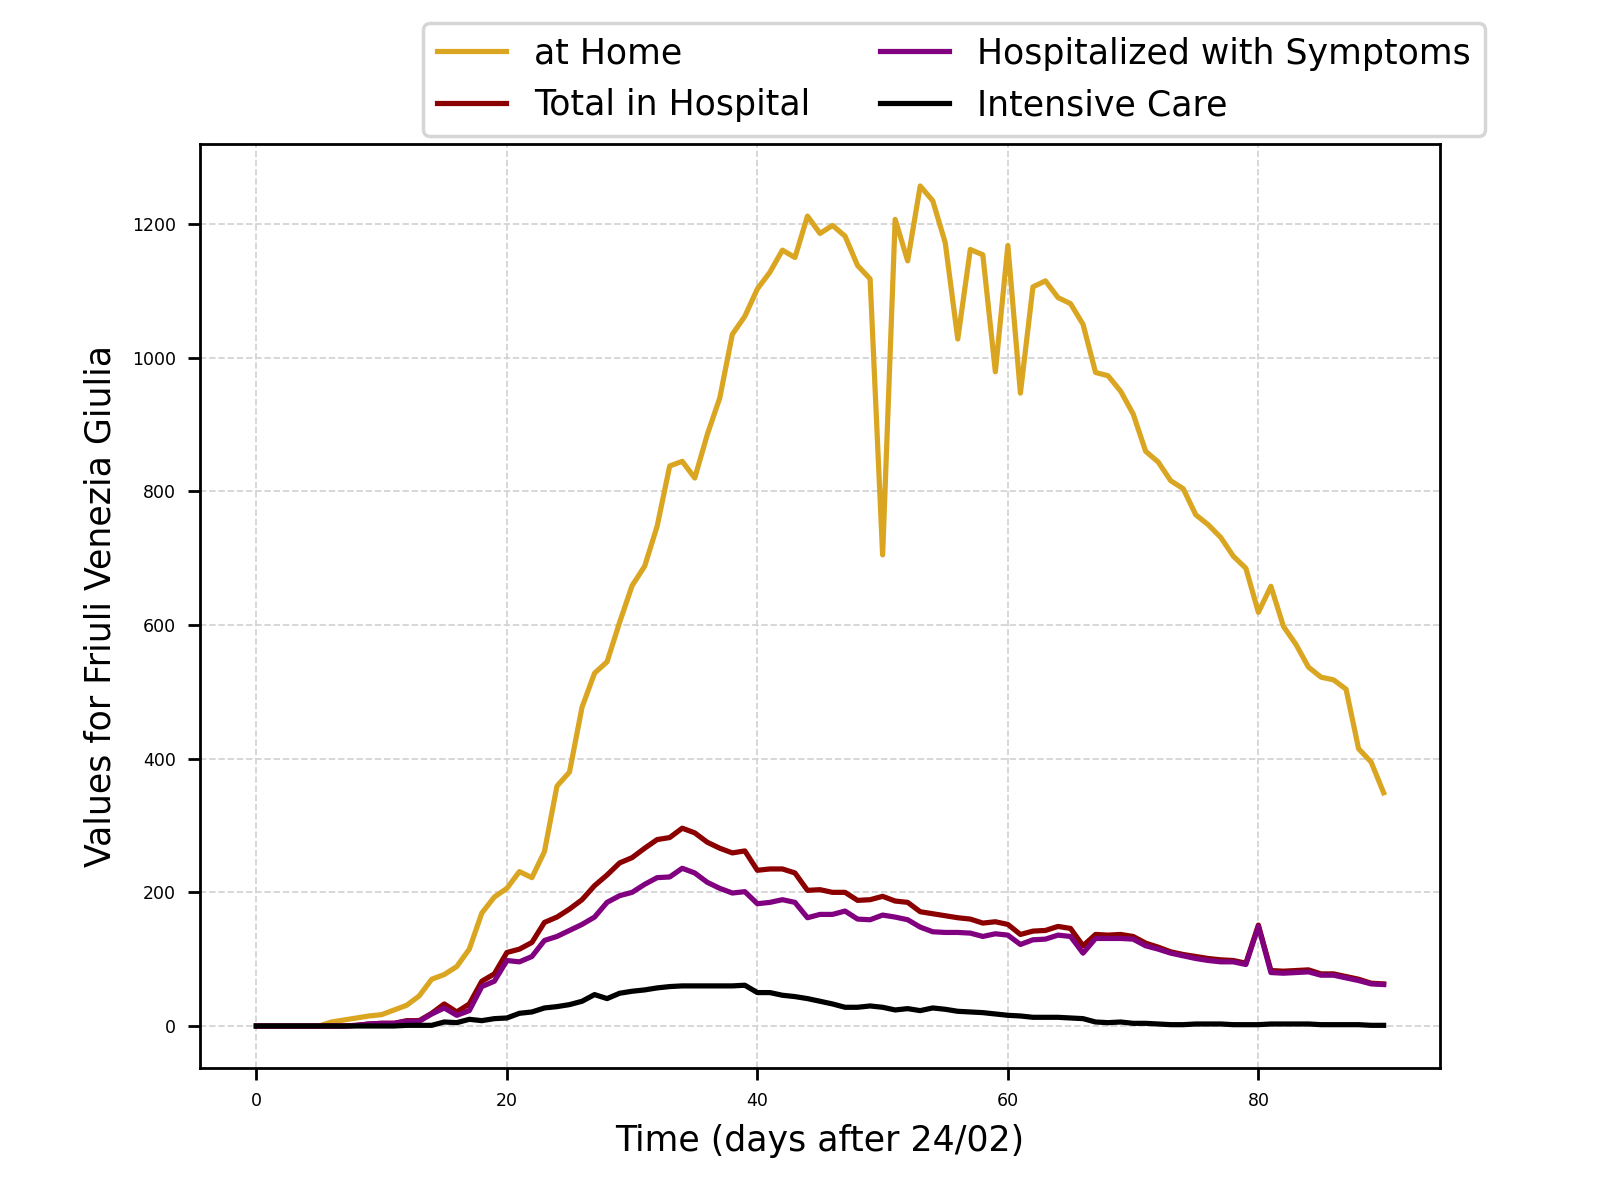 at Home
Total in Hospital
Hospitalized with Symptoms
Intensive Care
Values for Friuli Venezia Giulia
1200
1000
800
600
400
200
0
0 20 40 60 80
Time (days after 24/02)